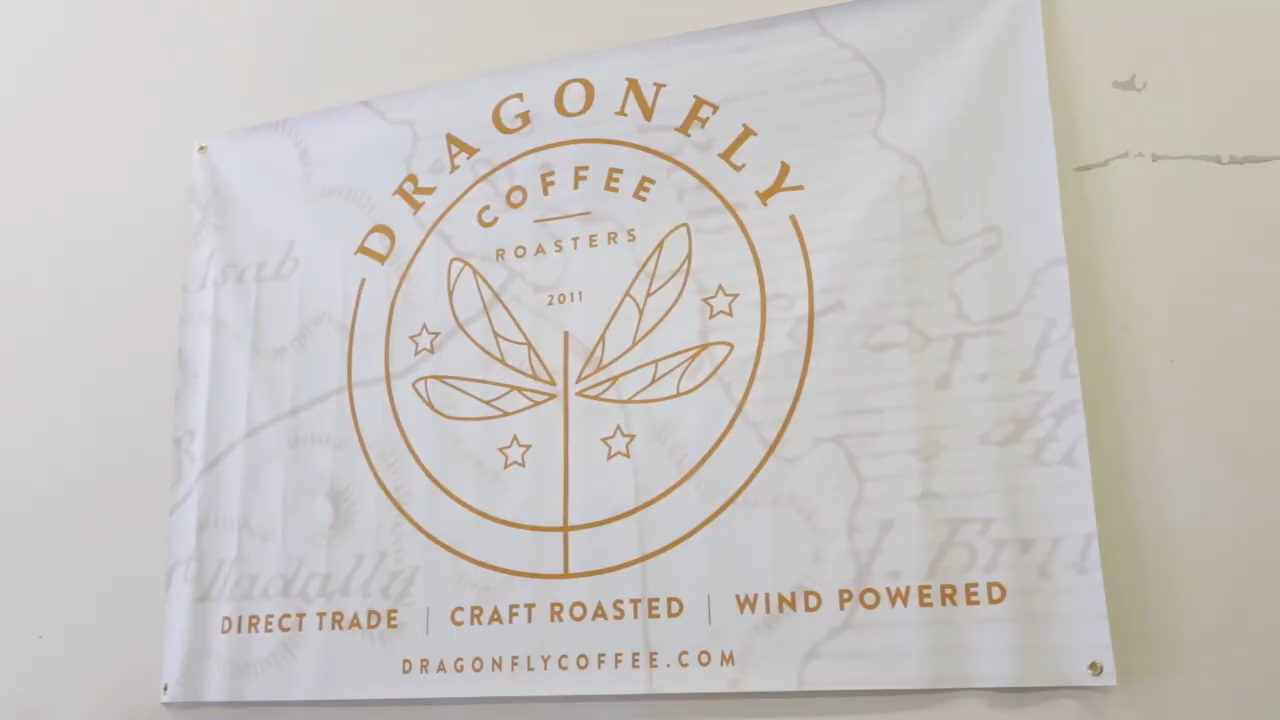 DRAGONFLY
COFFEE
ROASTERS
2011
DIRECT TRADE | CRAFT ROASTED | WIND POWERED
DRAGONFLYCOFFEE.COM